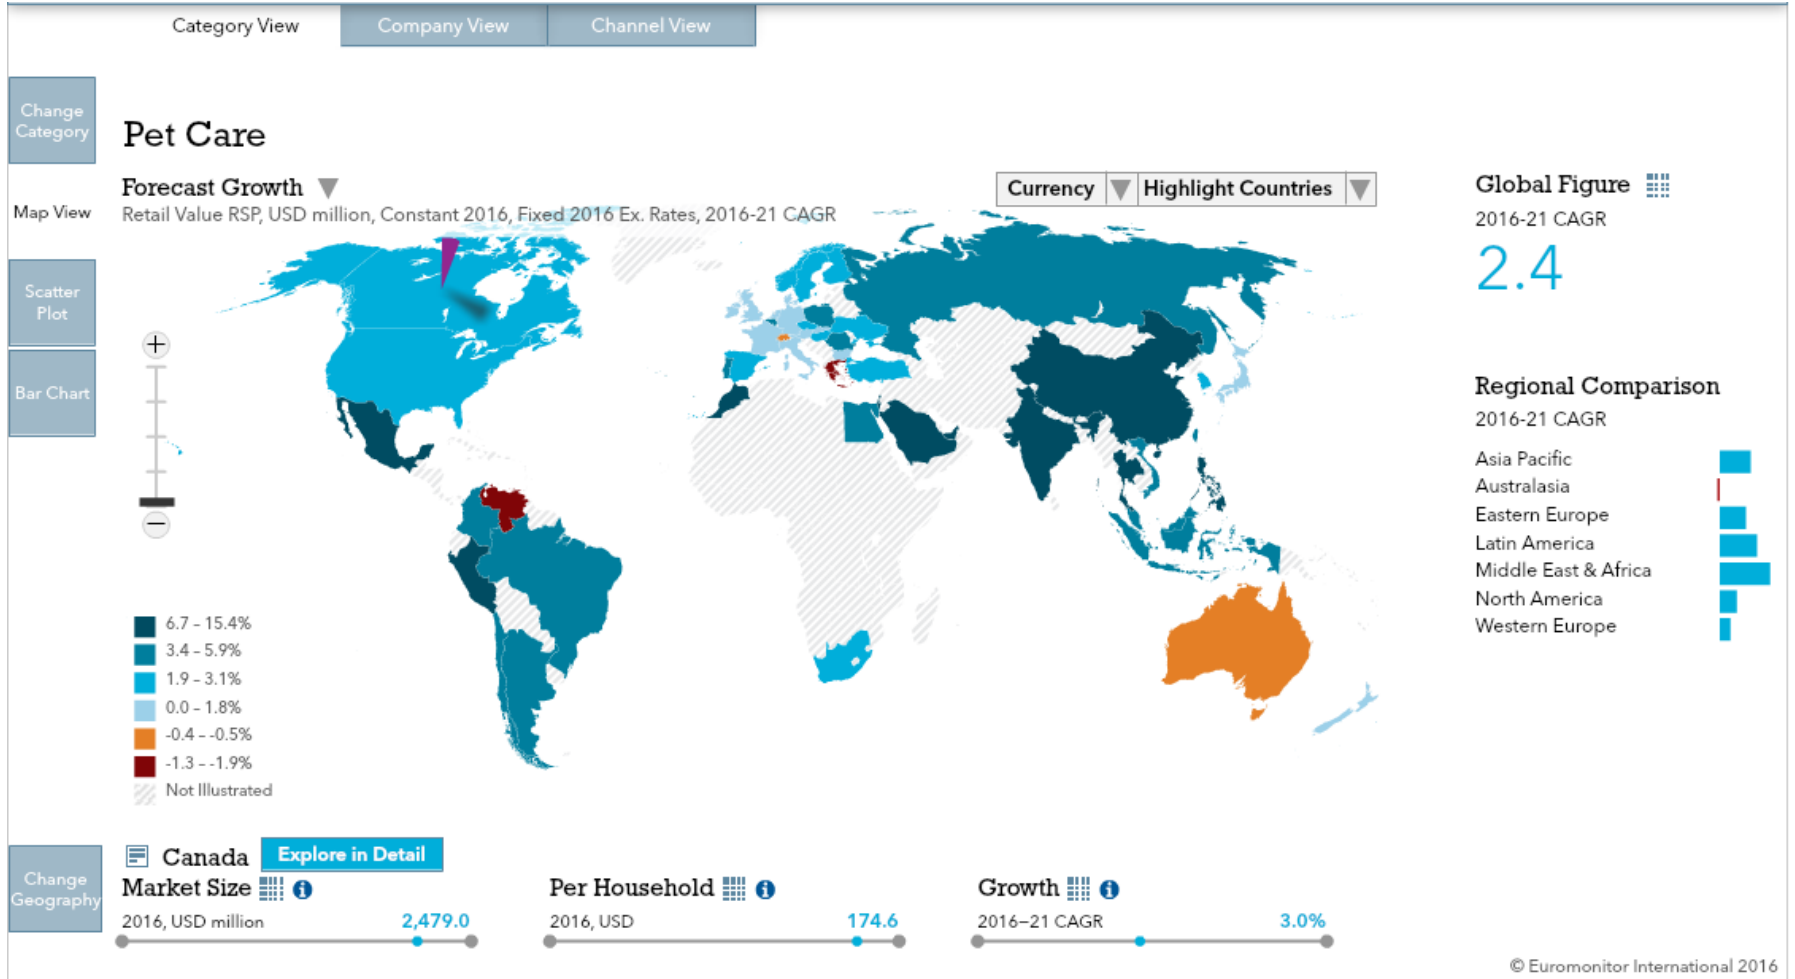 Category View
Company View
Channel View
Change
Category
Pet Care
Forecast Growth
Currency
Highlight Countries
Global Figure
Map View
Retail Value RSP, USD million, Constant 2016, Fixed 2016 Ex. Rates, 2016-21 CAGR
2016-21 CAGR
2.4
Scatter
Plot
+
Bar Chart
−
Regional Comparison
2016-21 CAGR
Asia Pacific
Australasia
Eastern Europe
Latin America
Middle East & Africa
North America
Western Europe
6.7 - 15.4%
3.4 - 5.9%
1.9 - 3.1%
0.0 - 1.8%
-0.4 - -0.5%
-1.3 - -1.9%
Not Illustrated
Change
Geography
Canada
Explore in Detail
Market Size i
2016, USD million 2,479.0
Per Household i
2016, USD 174.6
Growth i
2016-21 CAGR 3.0%
© Euromonitor International 2016